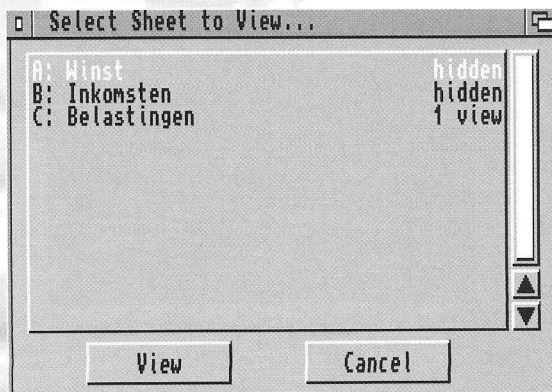 Select Sheet to View...
A: Winst hidden
B: Inkomsten hidden
C: Belastingen 1 view
View Cancel